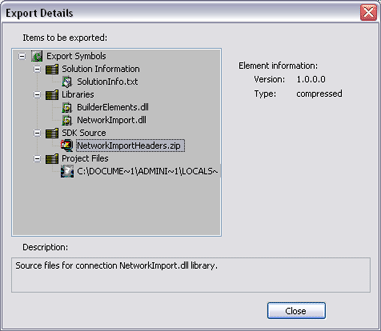 Export Details
Items to be exported:
Export Symbols
Solution Information
SolutionInfo.txt
Libraries
BuilderElements.dll
NetworkImport.dll
SDK Source
NetworkImportHeaders.zip
Project Files
C:\DOCUME~1\ADMINI~1\LOCALS~
Element information:
Version: 1.0.0.0
Type: compressed
Description:
Source files for connection NetworkImport.dll library.
Close